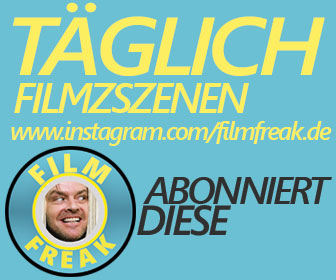 TÄGLICH
FILMZSZENEN
www.instagram.com/filmfreak.de
FILM
FREAK
ABONNIERT
DIESE